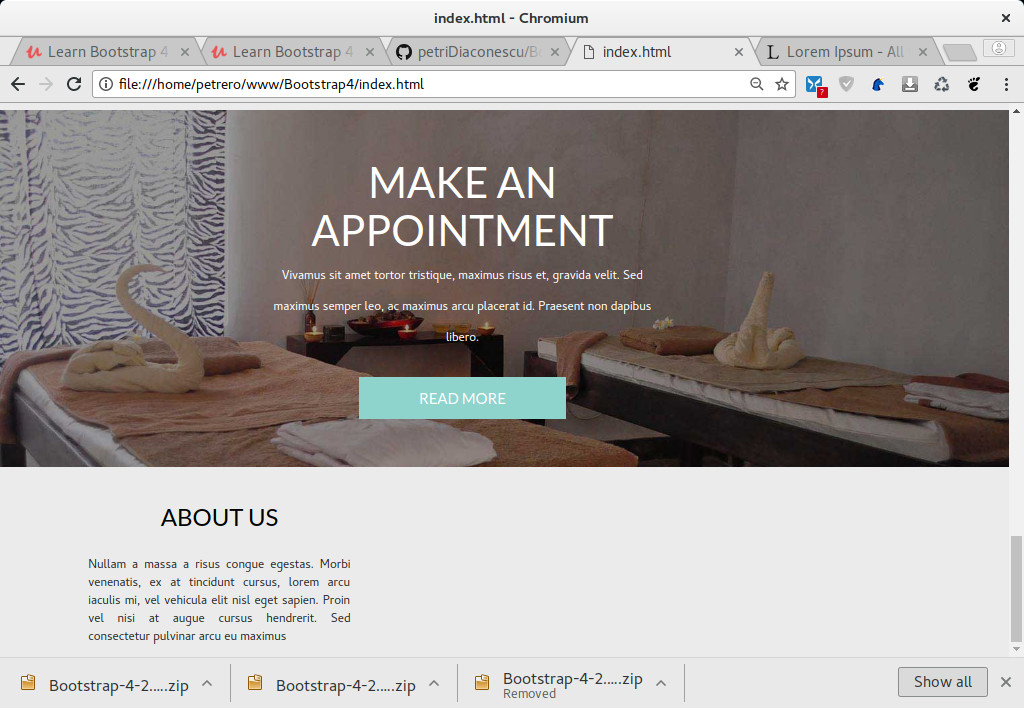 index.html - Chromium
Learn Bootstrap 4
Learn Bootstrap 4
petriDiaconescu/B
index.html
Lorem Ipsum - All
file:///home/petrero/www/Bootstrap4/index.html
?
MAKE AN
APPOINTMENT
Vivamus sit amet tortor tristique, maximus risus et, gravida velit. Sed
maximus semper leo, ac maximus arcu placerat id. Praesent non dapibus
libero.
READ MORE
ABOUT US
Nullam a massa a risus congue egestas. Morbi
venenatis, ex at tincidunt cursus, lorem arcu
iaculis mi, vel vehicula elit nisl eget sapien. Proin
vel nisi at augue cursus hendrerit. Sed
consectetur pulvinar arcu eu maximus
Bootstrap-4-2.....zip
Bootstrap-4-2.....zip
Bootstrap-4-2.....zip
Removed
Show all